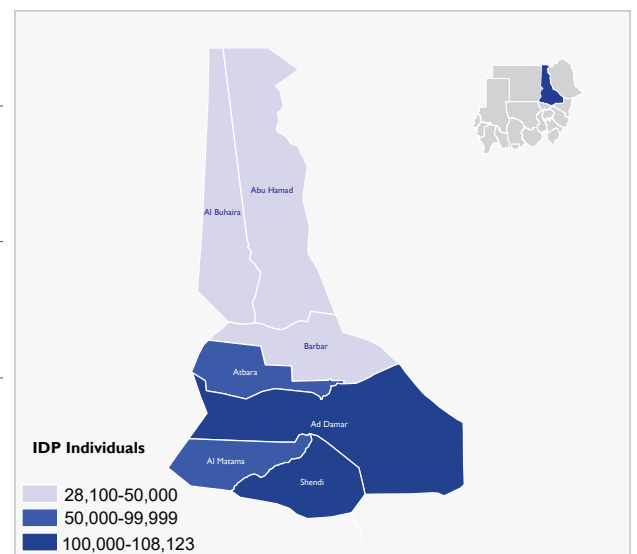 Abu Hamad
Al Buhaira
Barbar
Atbara
Ad Damar
Al Matama
Shendi
IDP Individuals
28,100-50,000
50,000-99,999
100,000-108,123